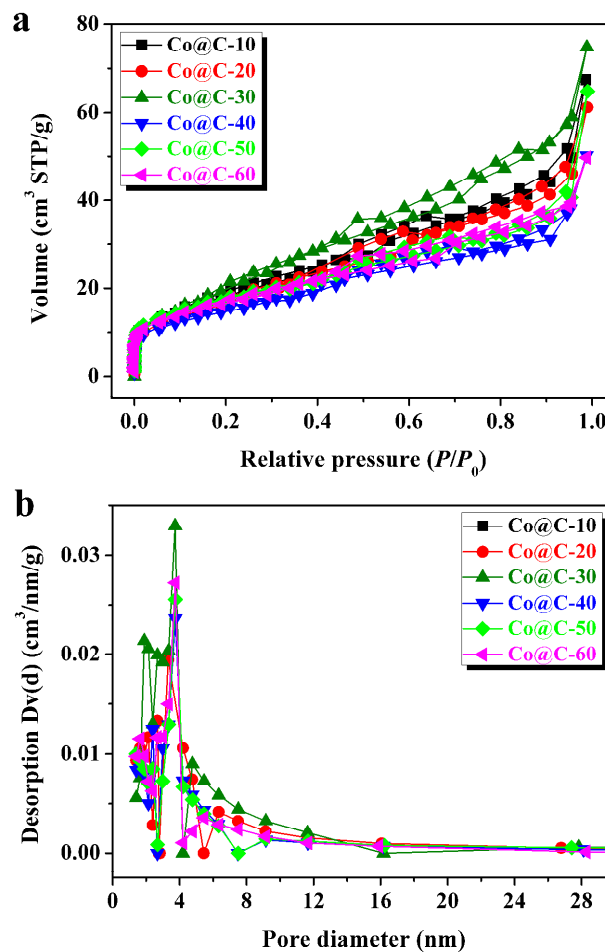 a
80
60
40
20
0
Volume (cm³ STP/g)
Co@C-10
Co@C-20
Co@C-30
Co@C-40
Co@C-50
Co@C-60
0.0 0.2 0.4 0.6 0.8 1.0
Relative pressure (P/P₀)
b
0.03
0.02
0.01
0.00
Desorption Dv(d) (cm³/nm/g)
Co@C-10
Co@C-20
Co@C-30
Co@C-40
Co@C-50
Co@C-60
0 4 8 12 16 20 24 28
Pore diameter (nm)